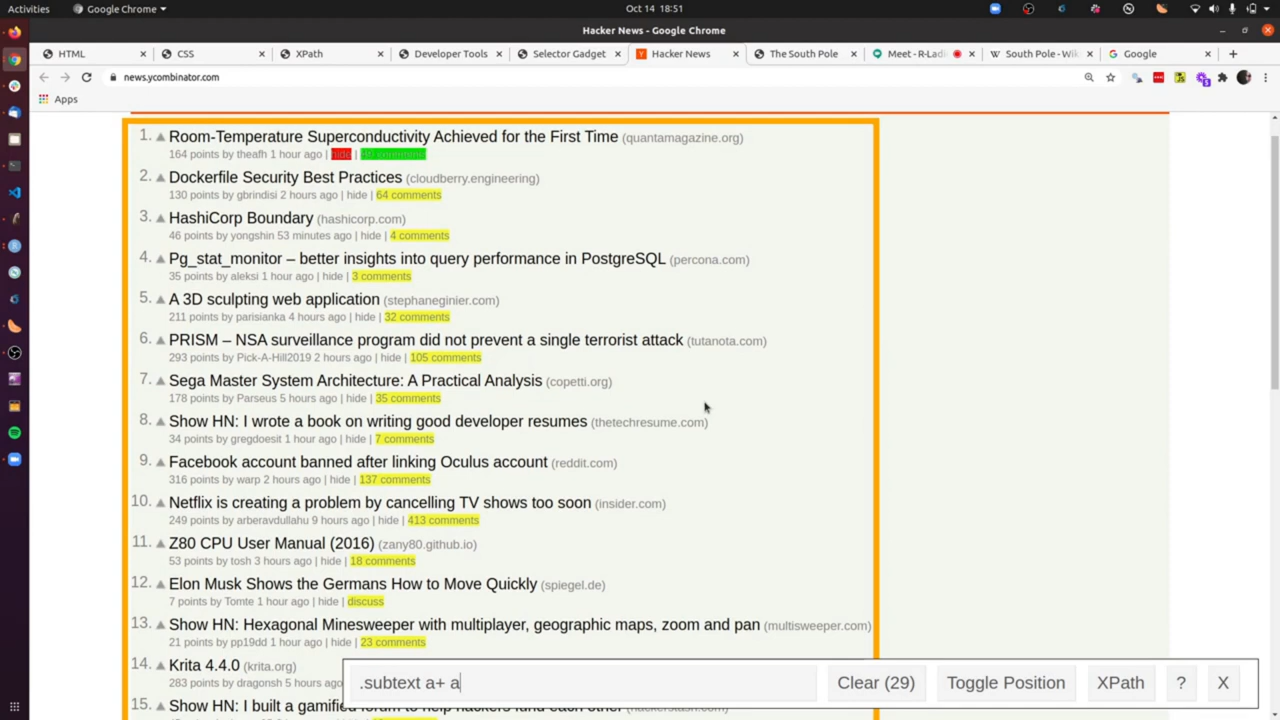 Activities Google Chrome Oct 14 18:51
Hacker News - Google Chrome
HTML CSS XPath Developer Tools Selector Gadget Hacker News The South Pole Meet - R-Ladi South Pole - Wik Google
news.ycombinator.com
Apps
1. Room-Temperature Superconductivity Achieved for the First Time (quantamagazine.org)
164 points by theafh 1 hour ago | hide |
2. Dockerfile Security Best Practices (cloudberry.engineering)
130 points by gbrindisi 2 hours ago | hide | 64 comments
3. HashiCorp Boundary (hashicorp.com)
46 points by yongshin 53 minutes ago | hide | 4 comments
4. Pg_stat_monitor – better insights into query performance in PostgreSQL (percona.com)
35 points by aleksi 1 hour ago | hide | 3 comments
5. A 3D sculpting web application (stephaneginier.com)
211 points by parisianka 4 hours ago | hide | 32 comments
6. PRISM – NSA surveillance program did not prevent a single terrorist attack (tutanota.com)
293 points by Pick-A-Hill2019 2 hours ago | hide | 105 comments
7. Sega Master System Architecture: A Practical Analysis (copetti.org)
178 points by Parseus 5 hours ago | hide | 35 comments
8. Show HN: I wrote a book on writing good developer resumes (thetechresume.com)
34 points by gregdoesit 1 hour ago | hide | 7 comments
9. Facebook account banned after linking Oculus account (reddit.com)
316 points by warp 2 hours ago | hide | 137 comments
10. Netflix is creating a problem by cancelling TV shows too soon (insider.com)
249 points by arberavdullahu 9 hours ago | hide | 413 comments
11. Z80 CPU User Manual (2016) (zany80.github.io)
53 points by tosh 3 hours ago | hide | 18 comments
12. Elon Musk Shows the Germans How to Move Quickly (spiegel.de)
7 points by Tomte 1 hour ago | hide | discuss
13. Show HN: Hexagonal Minesweeper with multiplayer, geographic maps, zoom and pan (multisweeper.com)
21 points by pp19dd 1 hour ago | hide | 23 comments
14. Krita 4.4.0 (krita.org)
283 points by dragonsh 5 hours
.subtext a+ a Clear (29) Toggle Position XPath ? X
15. Show HN: I built a gamified forum to help hackers fund each other (hackerstash.com)